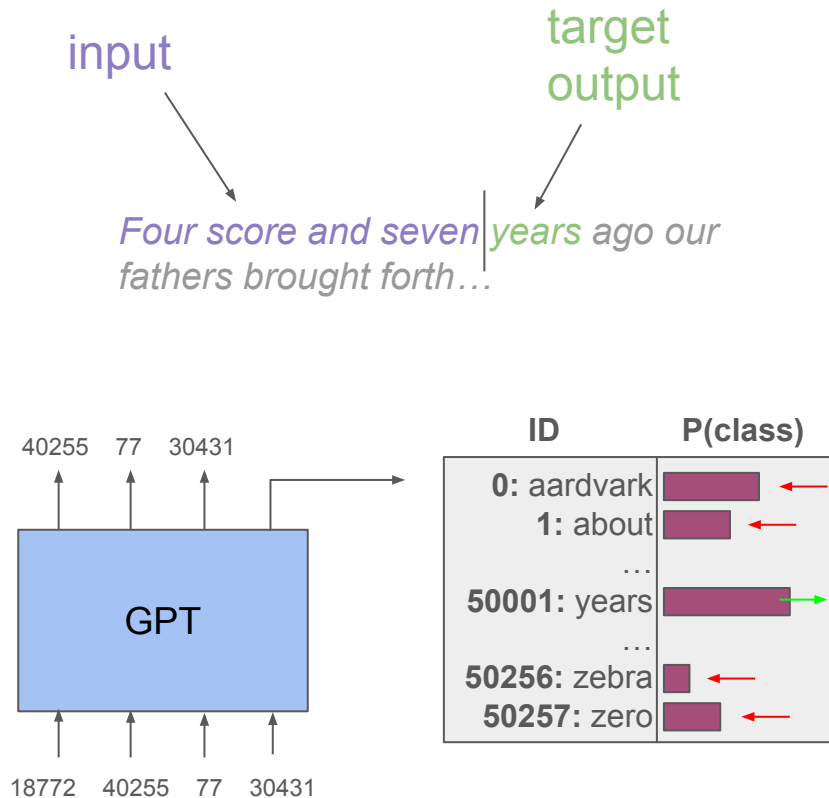 input
target
output
Four score and seven years ago our
fathers brought forth…
40255 77 30431
GPT
18772 40255 77 30431
ID P(class)
0: aardvark
1: about
…
50001: years
…
50256: zebra
50257: zero